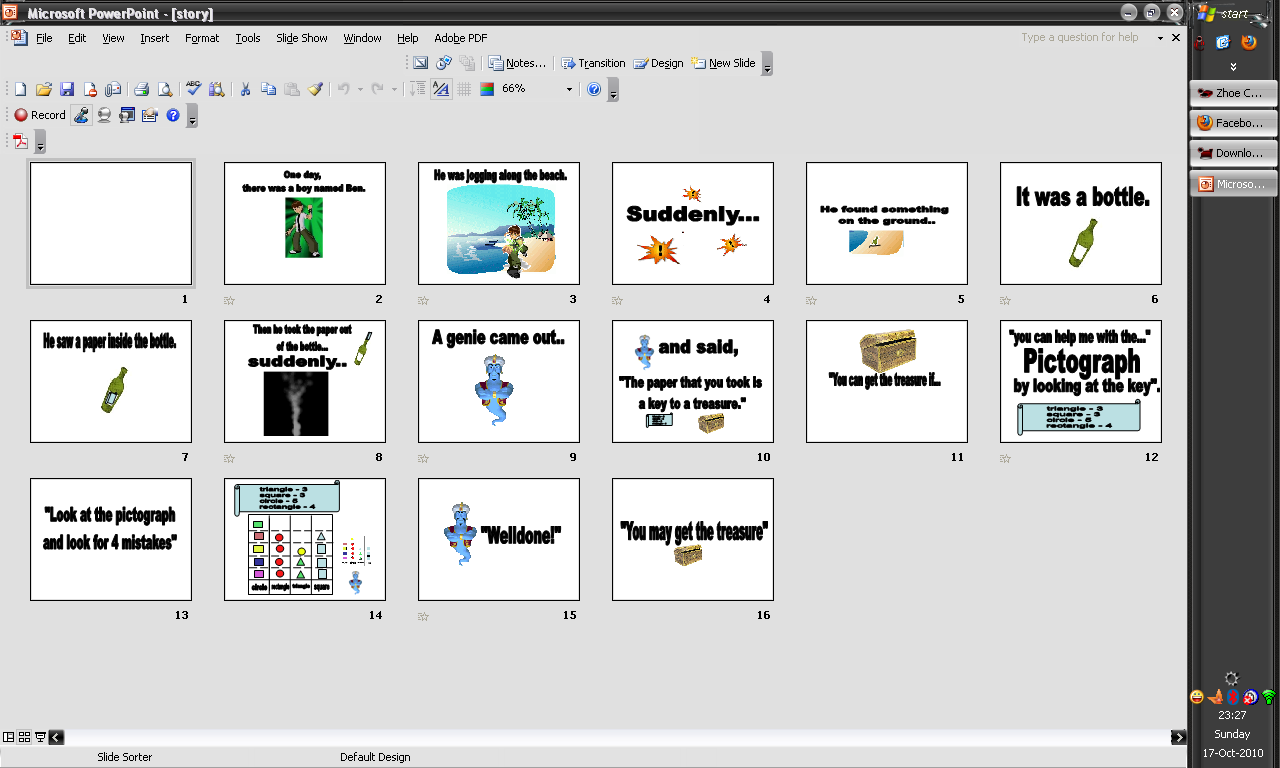 Microsoft PowerPoint - [story]
start
File Edit View Insert Format Tools Slide Show Window Help Adobe PDF
Type a question for help
Notes... Transition Design New Slide
66%
Record
Zhoe C...
Facebo...
Downlo...
Microso...
1
One day,
there was a boy named Ben.
2
He was jogging along the beach.
3
Suddenly...
4
He found something
on the ground..
5
It was a bottle.
6
He saw a paper inside the bottle.
7
Then he took the paper out
of the bottle...
suddenly..
8
A genie came out..
9
and said,
"The paper that you took is
a key to a treasure."
10
"You can get the treasure if...
11
"you can help me with the..."
Pictograph
by looking at the key".
triangle - 3
square - 3
circle - 5
rectangle - 4
12
"Look at the pictograph
and look for 4 mistakes"
13
triangle - 3
square - 3
circle - 5
rectangle - 4
circle rectangle triangle square
14
"Welldone!"
15
"You may get the treasure"
16
23:27
Sunday
17-Oct-2010
Slide Sorter
Default Design